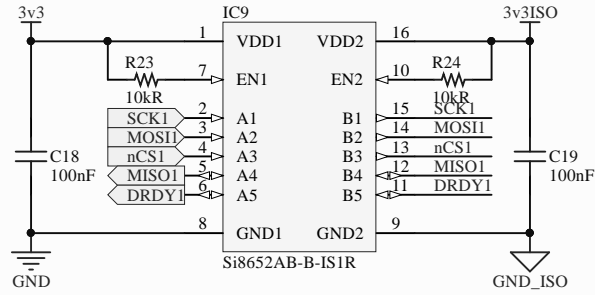 3v3 IC9 3v3ISO
1 VDD1 VDD2 16
R23 R24
7 EN1 EN2 10
10kR 10kR
SCK1 2 A1 B1 15 SCK1
MOSI1 3 A2 B2 14 MOSI1
nCS1 4 A3 B3 13 nCS1
C18 C19
MISO1 5 A4 B4 12 MISO1
100nF 100nF
DRDY1 6 A5 B5 11 DRDY1
8 GND1 GND2 9
Si8652AB-B-IS1R
GND GND_ISO